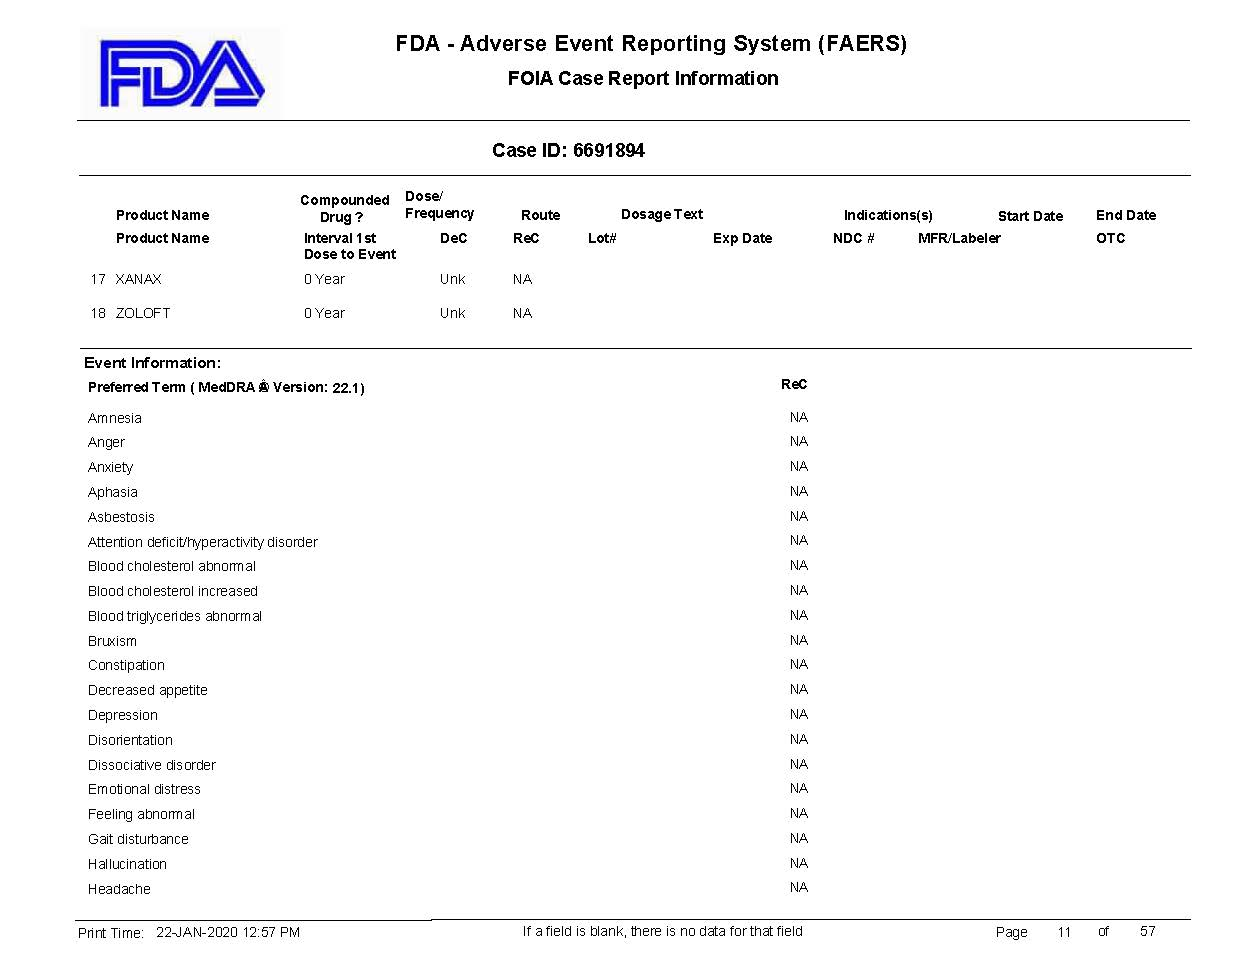 FDA
FDA - Adverse Event Reporting System (FAERS)
FOIA Case Report Information
Case ID: 6691894
Product Name Compounded Drug ? Dose/ Frequency Route Dosage Text Indications(s) Start Date End Date
Product Name Interval 1st Dose to Event DeC ReC Lot# Exp Date NDC # MFR/Labeler OTC
17 XANAX 0 Year Unk NA
18 ZOLOFT 0 Year Unk NA
Event Information:
Preferred Term ( MedDRA Â® Version: 22.1) ReC
Amnesia NA
Anger NA
Anxiety NA
Aphasia NA
Asbestosis NA
Attention deficit/hyperactivity disorder NA
Blood cholesterol abnormal NA
Blood cholesterol increased NA
Blood triglycerides abnormal NA
Bruxism NA
Constipation NA
Decreased appetite NA
Depression NA
Disorientation NA
Dissociative disorder NA
Emotional distress NA
Feeling abnormal NA
Gait disturbance NA
Hallucination NA
Headache NA
Print Time: 22-JAN-2020 12:57 PM If a field is blank, there is no data for that field Page 11 of 57